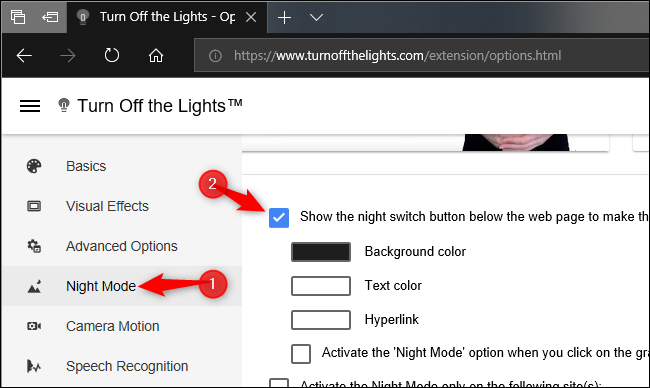 Turn Off the Lights - Op
https://www.turnoffthelights.com/extension/options.html
Turn Off the Lights™
Basics
Visual Effects
Advanced Options
Night Mode
1
Camera Motion
Speech Recognition
2
Show the night switch button below the web page to make th
Background color
Text color
Hyperlink
Activate the 'Night Mode' option when you click on the gra
Activate the Night Mode only on the following site(s):